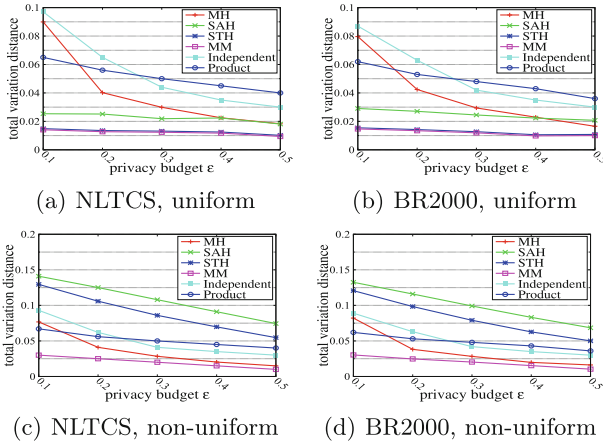 total variation distance
0.1
0.08
0.06
0.04
0.02
0
0.1 0.2 0.3 0.4 0.5
privacy budget ε
MH
SAH
STH
MM
Independent
Product
(a) NLTCS, uniform
total variation distance
0.1
0.08
0.06
0.04
0.02
0
0.1 0.2 0.3 0.4 0.5
privacy budget ε
MH
SAH
STH
MM
Independent
Product
(b) BR2000, uniform
total variation distance
0.2
0.15
0.1
0.05
0
0.1 0.2 0.3 0.4 0.5
privacy budget ε
MH
SAH
STH
MM
Independent
Product
(c) NLTCS, non-uniform
total variation distance
0.2
0.15
0.1
0.05
0
0.1 0.2 0.3 0.4 0.5
privacy budget ε
MH
SAH
STH
MM
Independent
Product
(d) BR2000, non-uniform